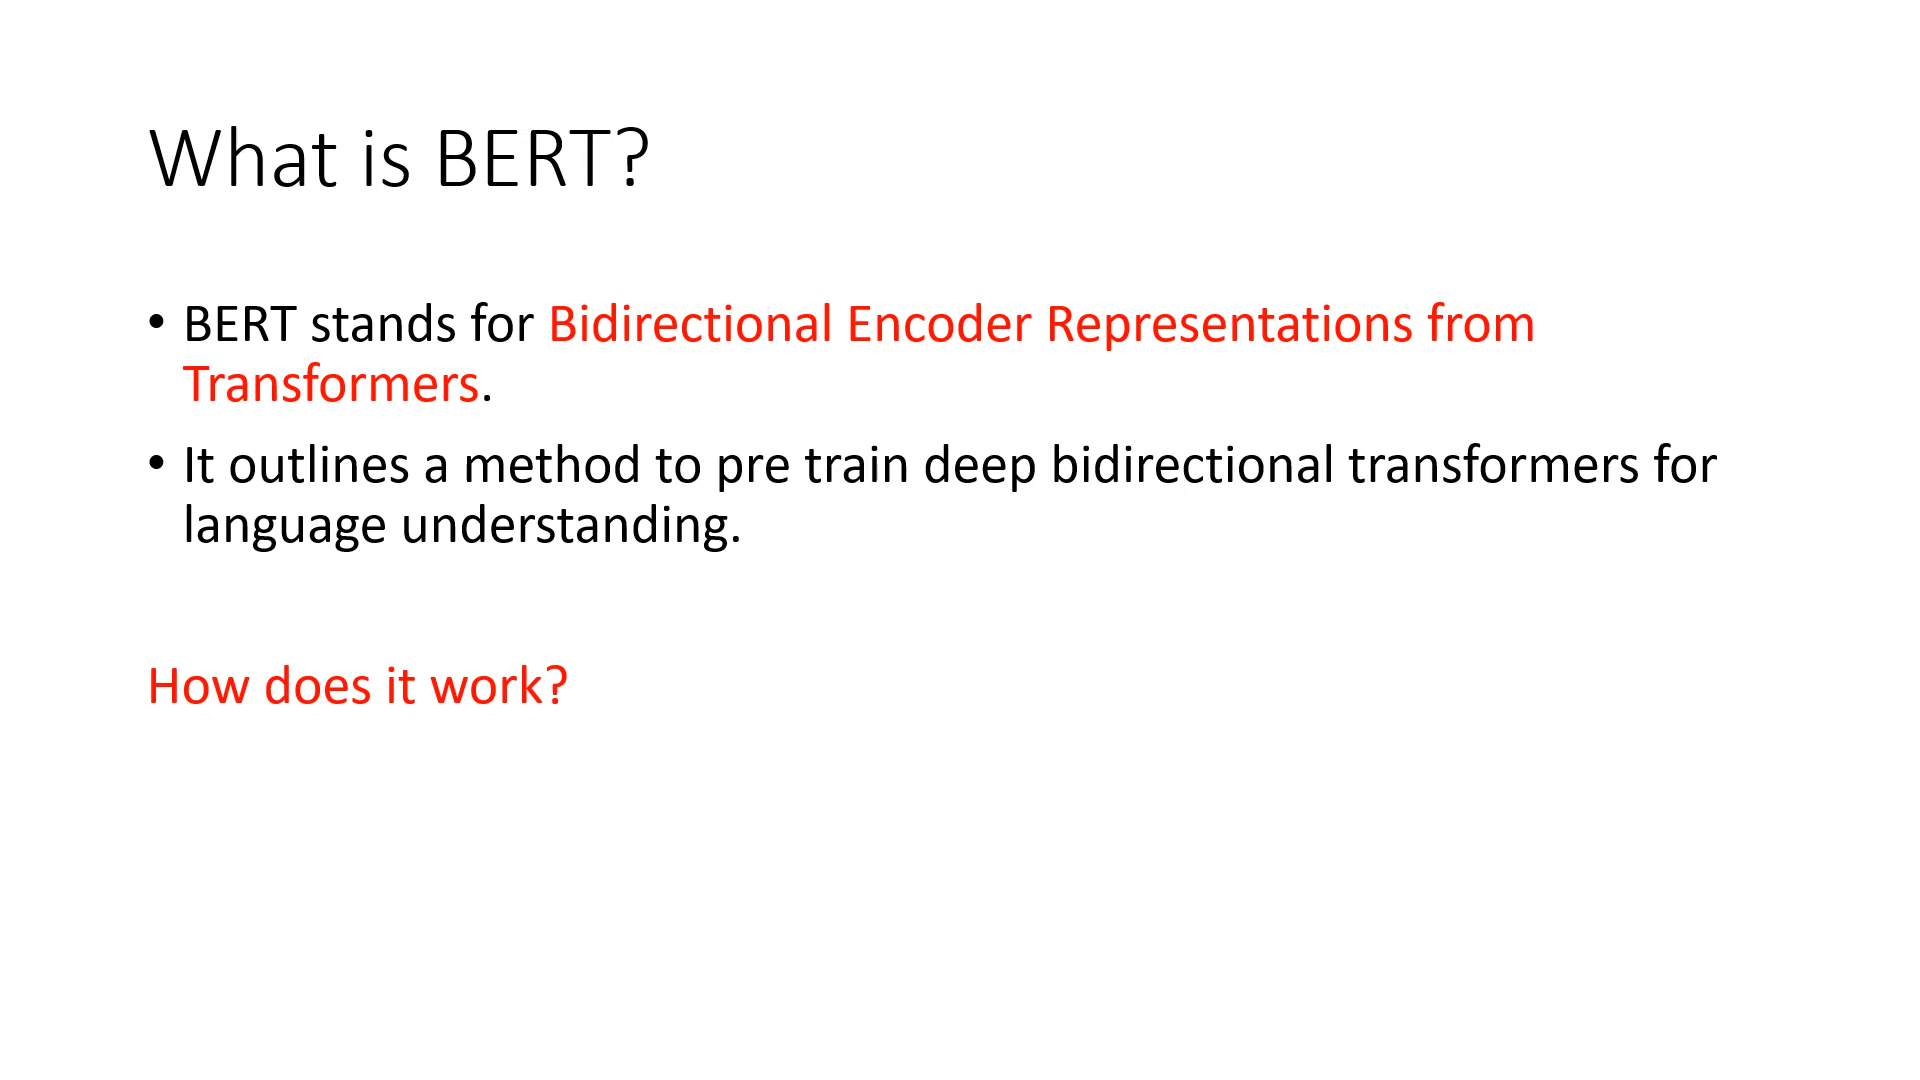 What is BERT?
• BERT stands for Bidirectional Encoder Representations from
Transformers.
• It outlines a method to pre train deep bidirectional transformers for
language understanding.
How does it work?